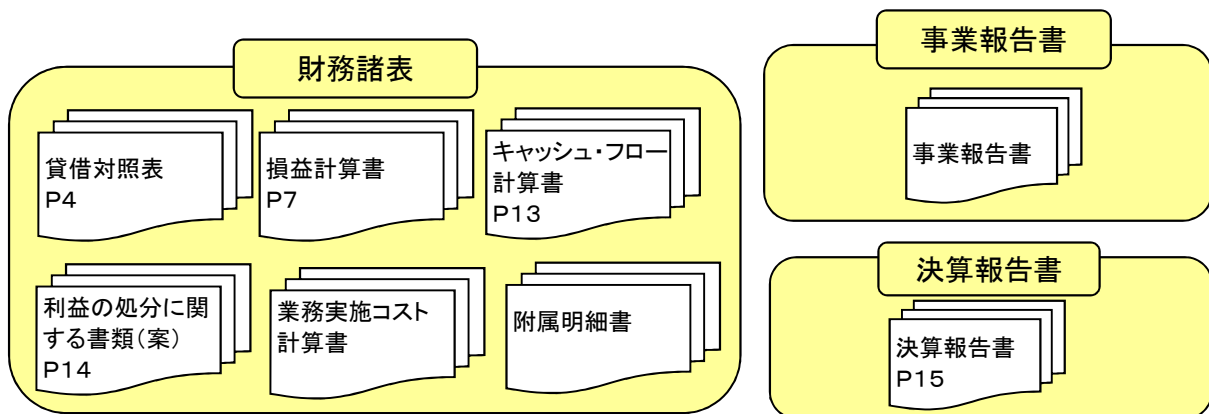 財務諸表
貸借対照表
P4
損益計算書
P7
キャッシュ・フロー
計算書
P13
利益の処分に関
する書類(案)
P14
業務実施コスト
計算書
附属明細書
事業報告書
事業報告書
決算報告書
決算報告書
P15